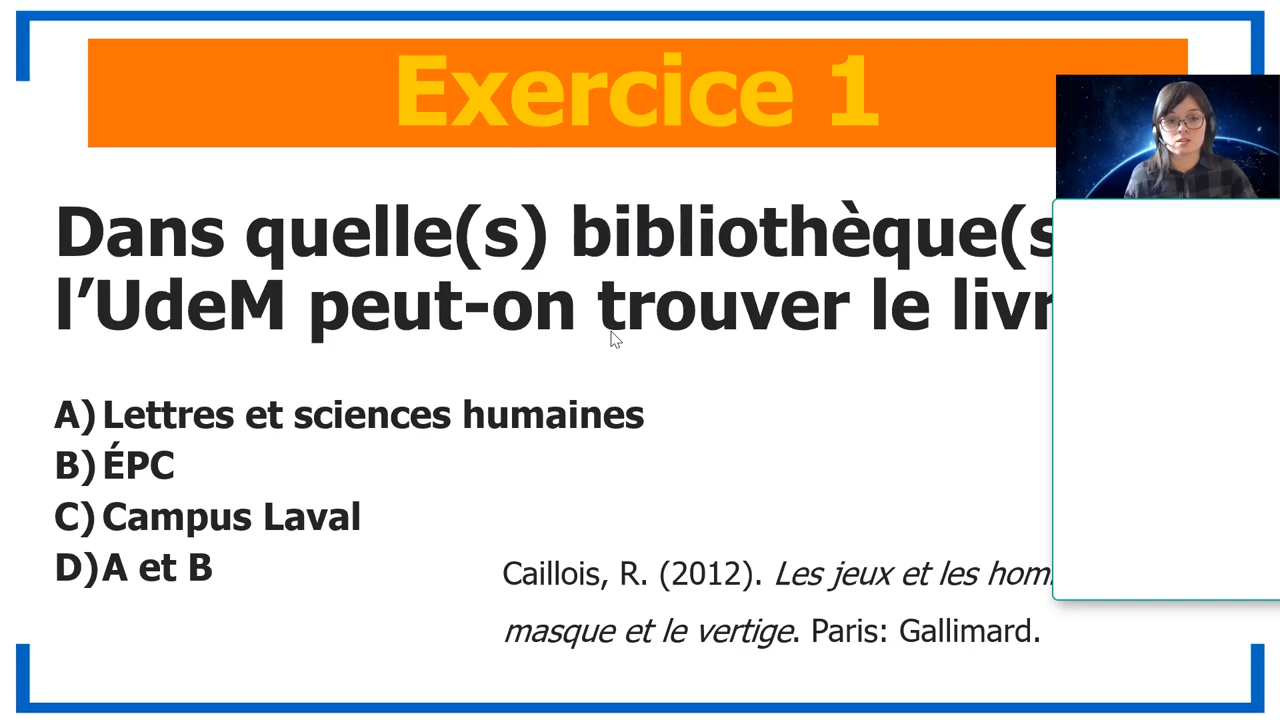 Exercice 1
Dans quelle(s) bibliothèque(s
l’UdeM peut-on trouver le livr
A) Lettres et sciences humaines
B) ÉPC
C) Campus Laval
D) A et B
Caillois, R. (2012). Les jeux et les hom
masque et le vertige. Paris: Gallimard.